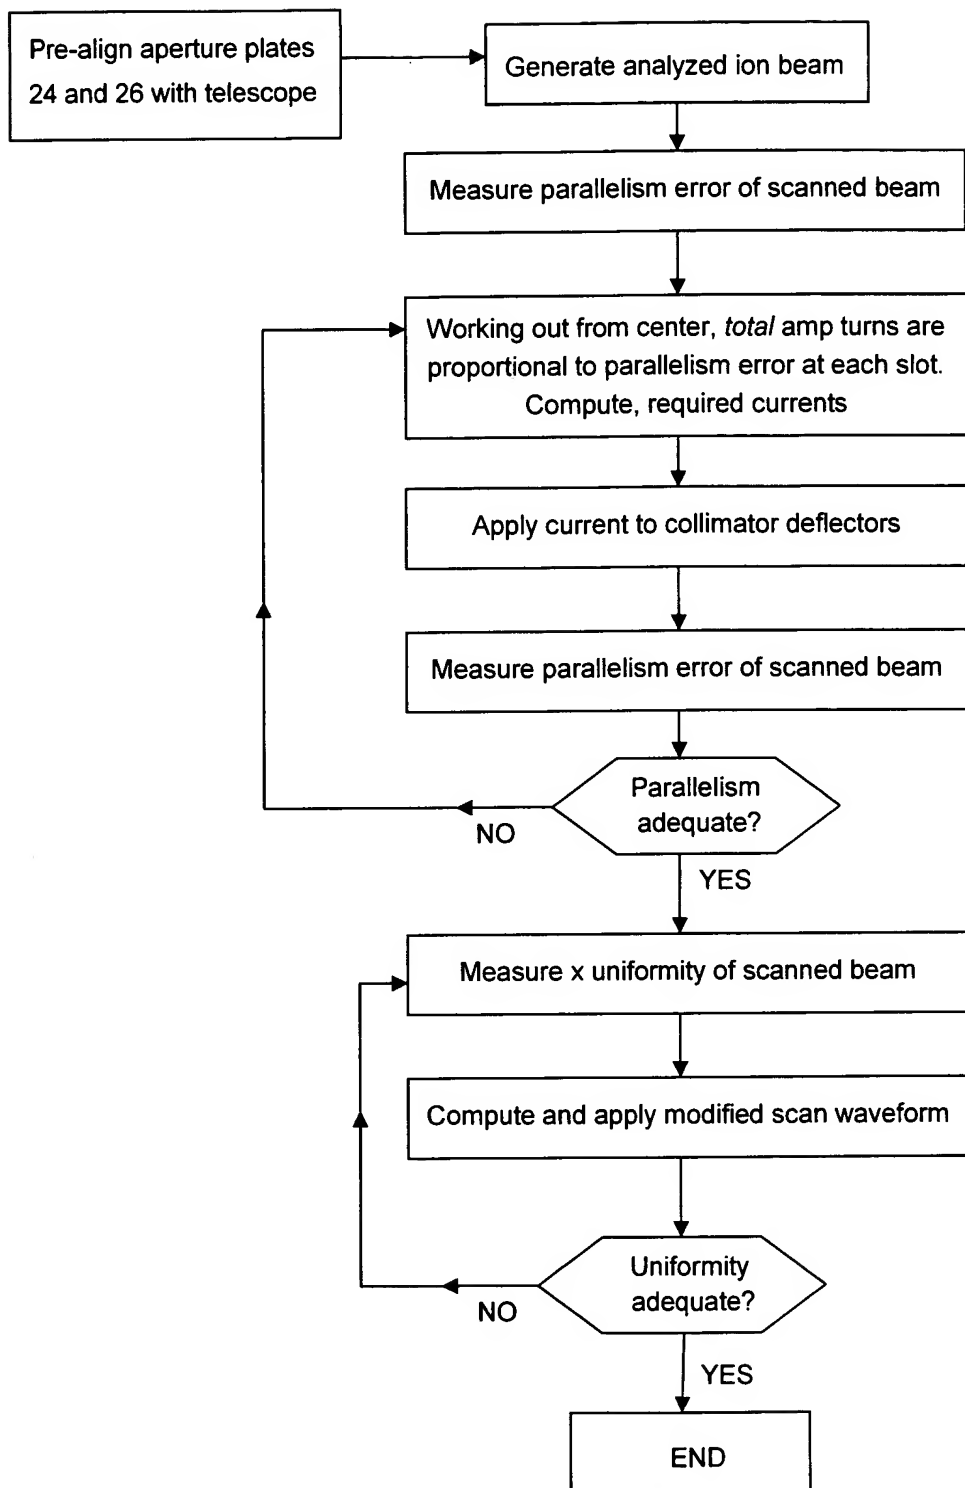 Pre-align aperture plates
24 and 26 with telescope
Generate analyzed ion beam
Measure parallelism error of scanned beam
Working out from center, total amp turns are
proportional to parallelism error at each slot.
Compute, required currents
Apply current to collimator deflectors
Measure parallelism error of scanned beam
Parallelism
adequate?
NO
YES
Measure x uniformity of scanned beam
Compute and apply modified scan waveform
Uniformity
adequate?
NO
YES
END